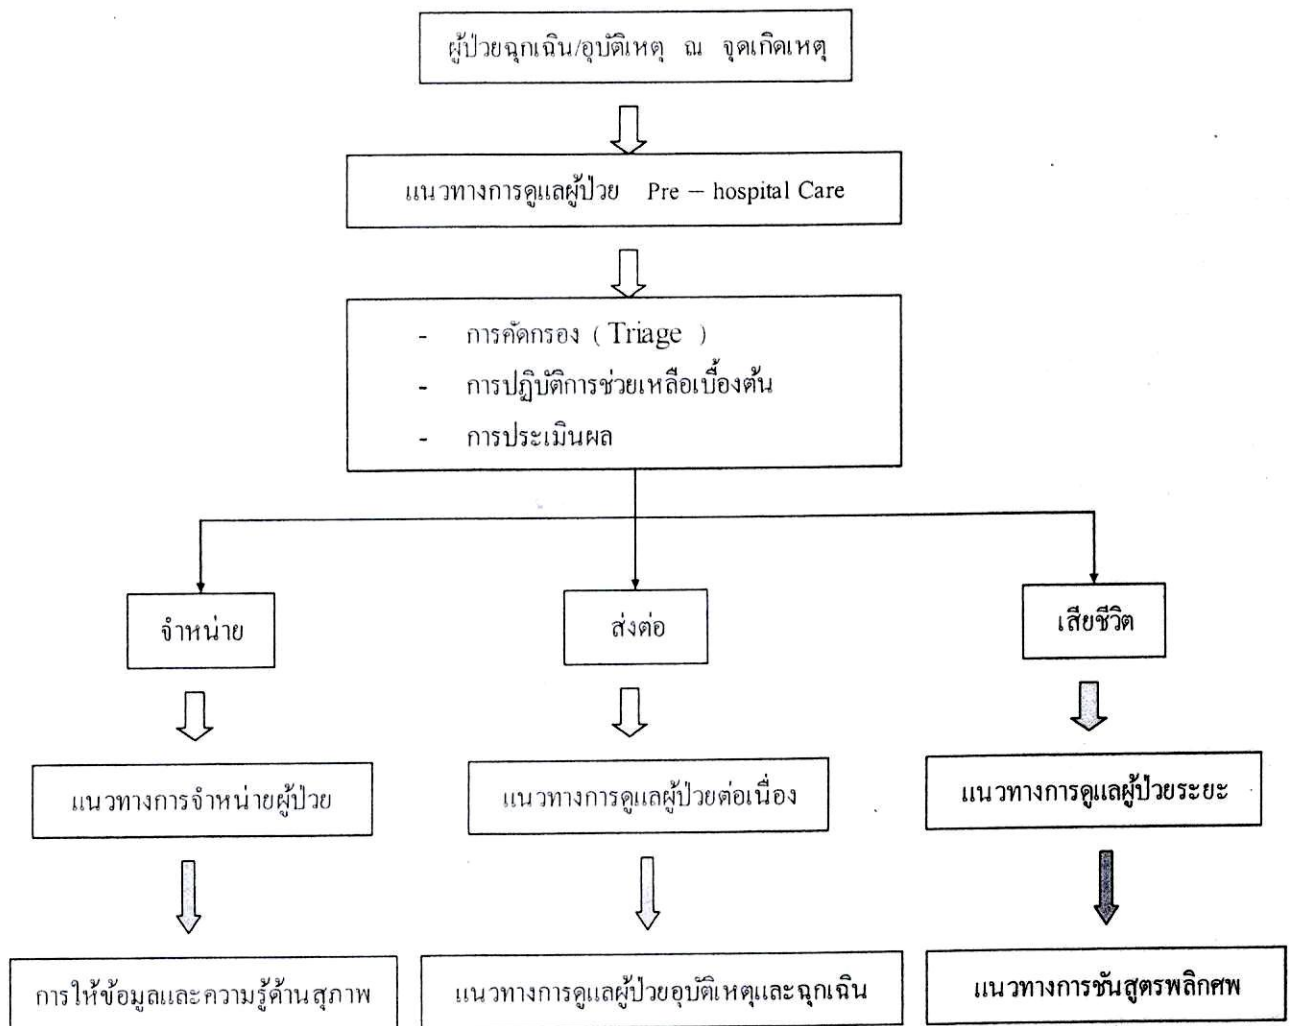 ผู้ป่วยฉุกเฉิน/อุบัติเหตุ ณ จุดเกิดเหตุ
แนวทางการดูแลผู้ป่วย Pre – hospital Care
- การคัดกรอง ( Triage )
- การปฏิบัติการช่วยเหลือเบื้องต้น
- การประเมินผล
จำหน่าย
ส่งต่อ
เสียชีวิต
แนวทางการจำหน่ายผู้ป่วย
แนวทางการดูแลผู้ป่วยต่อเนื่อง
แนวทางการดูแลผู้ป่วยระยะ
การให้ข้อมูลและความรู้ด้านสุภาพ
แนวทางการดูแลผู้ป่วยอุบัติเหตุและฉุกเฉิน
แนวทางการชันสูตรพลิกศพ